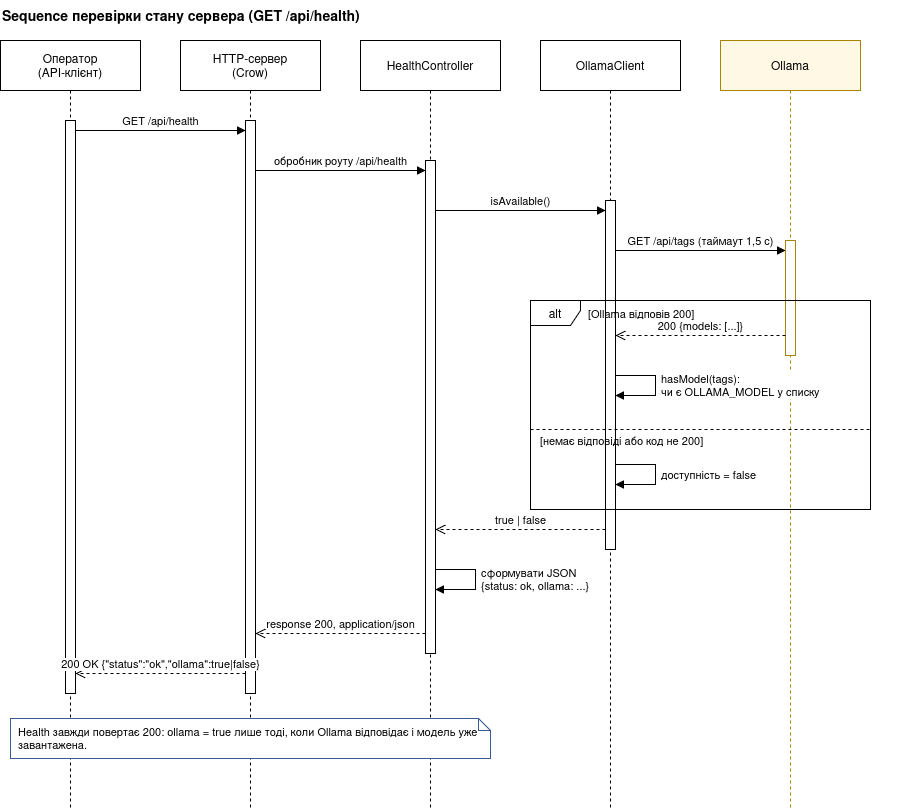 Sequence перевірки стану сервера (GET /api/health)
Оператор
(API-клієнт)
HTTP-сервер
(Crow)
HealthController
OllamaClient
Ollama
GET /api/health
обробник роуту /api/health
isAvailable()
GET /api/tags (таймаут 1,5 с)
alt
[Ollama відповів 200]
200 {models: [...]}
hasModel(tags):
чи є OLLAMA_MODEL у списку
[немає відповіді або код не 200]
доступність = false
true | false
сформувати JSON
{status: ok, ollama: ...}
response 200, application/json
200 OK {"status":"ok","ollama":true|false}
Health завжди повертає 200: ollama = true лише тоді, коли Ollama відповідає і модель уже
завантажена.